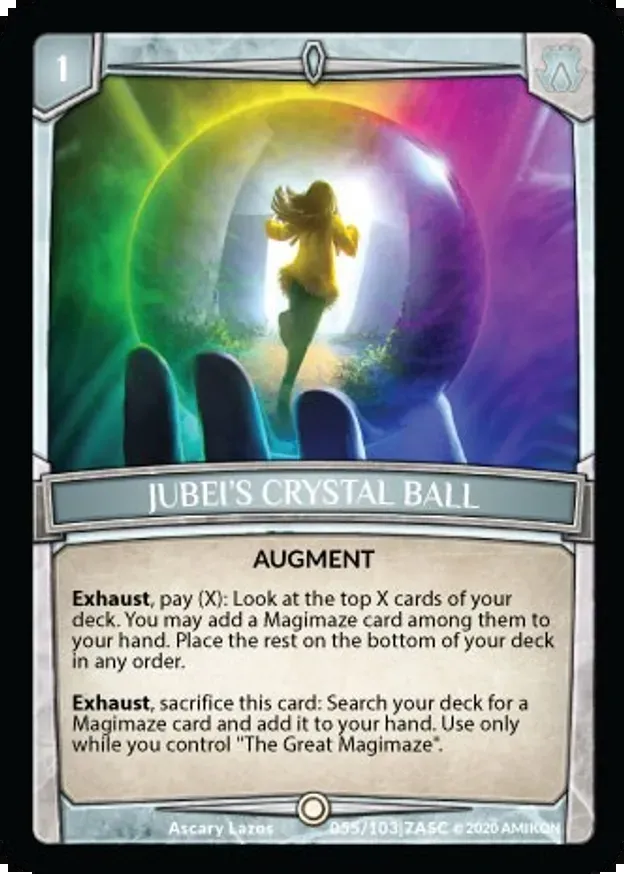 1
JUBEI'S CRYSTAL BALL
AUGMENT
Exhaust, pay (X): Look at the top X cards of your
deck. You may add a Magimaze card among them to
your hand. Place the rest on the bottom of your deck
in any order.
Exhaust, sacrifice this card: Search your deck for a
Magimaze card and add it to your hand. Use only
while you control "The Great Magimaze".
Ascary Lazos 055/103|7ASC © 2020 AMIKON